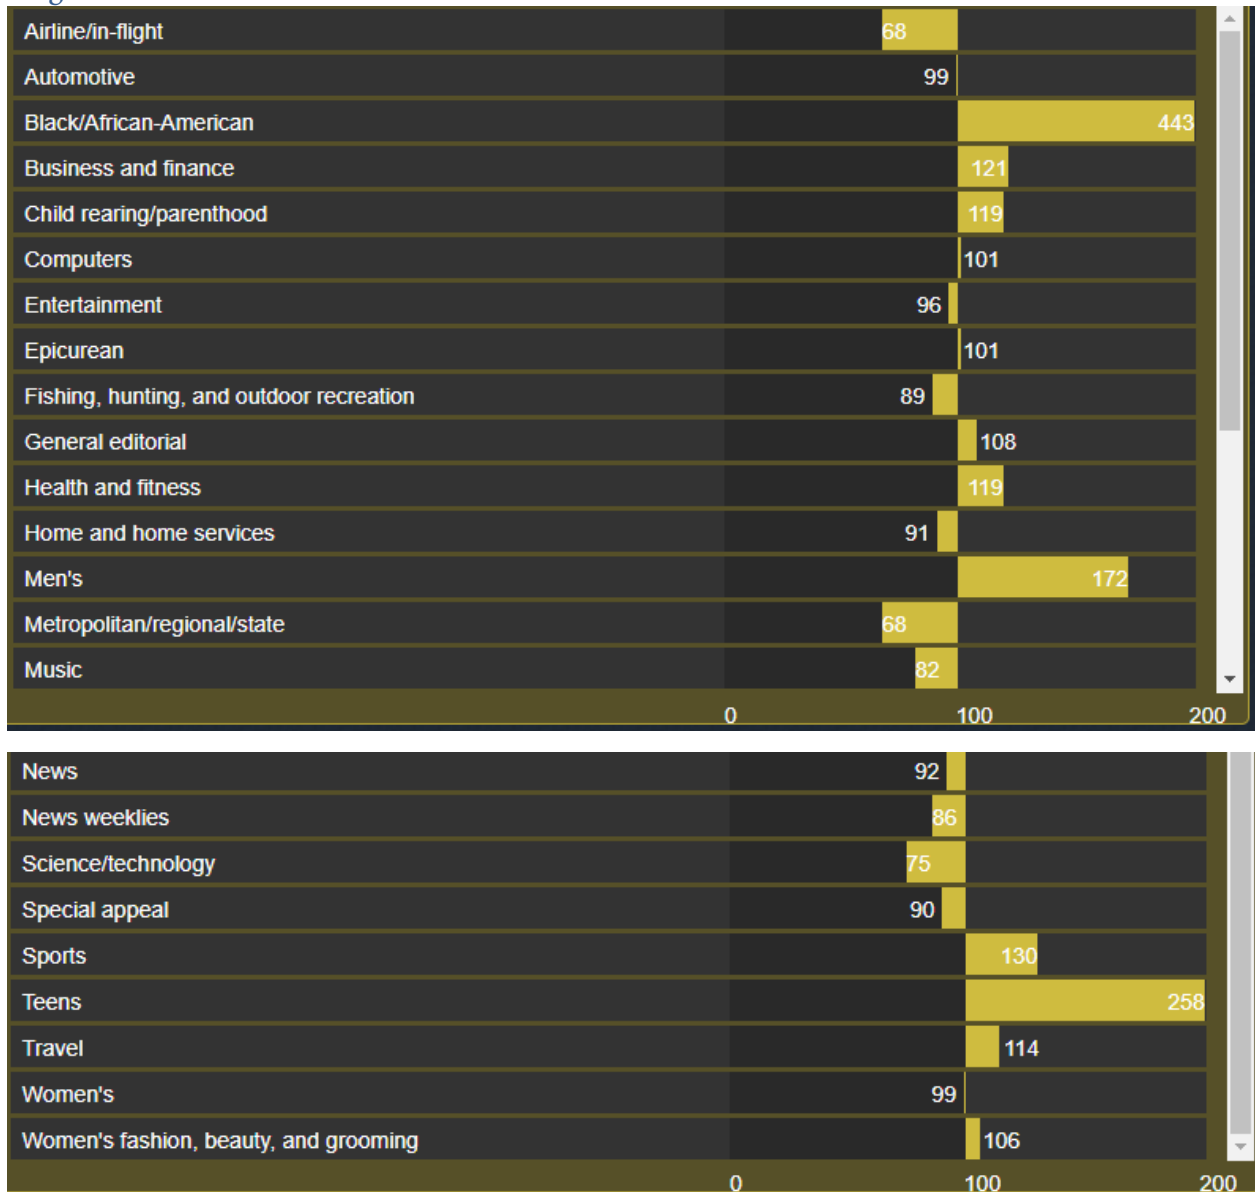 Airline/in-flight 68
Automotive 99
Black/African-American 443
Business and finance 121
Child rearing/parenthood 119
Computers 101
Entertainment 96
Epicurean 101
Fishing, hunting, and outdoor recreation 89
General editorial 108
Health and fitness 119
Home and home services 91
Men's 172
Metropolitan/regional/state 68
Music 82
0 100 200
News 92
News weeklies 86
Science/technology 75
Special appeal 90
Sports 130
Teens 258
Travel 114
Women's 99
Women's fashion, beauty, and grooming 106
0 100 200